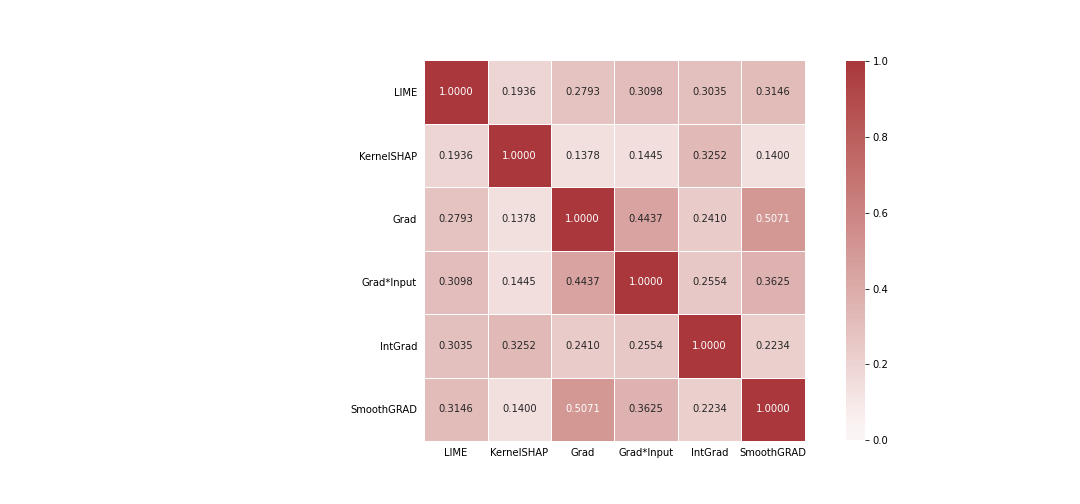 1.0
LIME 1.0000 0.1936 0.2793 0.3098 0.3035 0.3146
0.8
KernelSHAP 0.1936 1.0000 0.1378 0.1445 0.3252 0.1400
0.6
Grad 0.2793 0.1378 1.0000 0.4437 0.2410 0.5071
Grad*Input 0.3098 0.1445 0.4437 1.0000 0.2554 0.3625
0.4
IntGrad 0.3035 0.3252 0.2410 0.2554 1.0000 0.2234
0.2
SmoothGRAD 0.3146 0.1400 0.5071 0.3625 0.2234 1.0000
0.0
LIME KernelSHAP Grad Grad*Input IntGrad SmoothGRAD